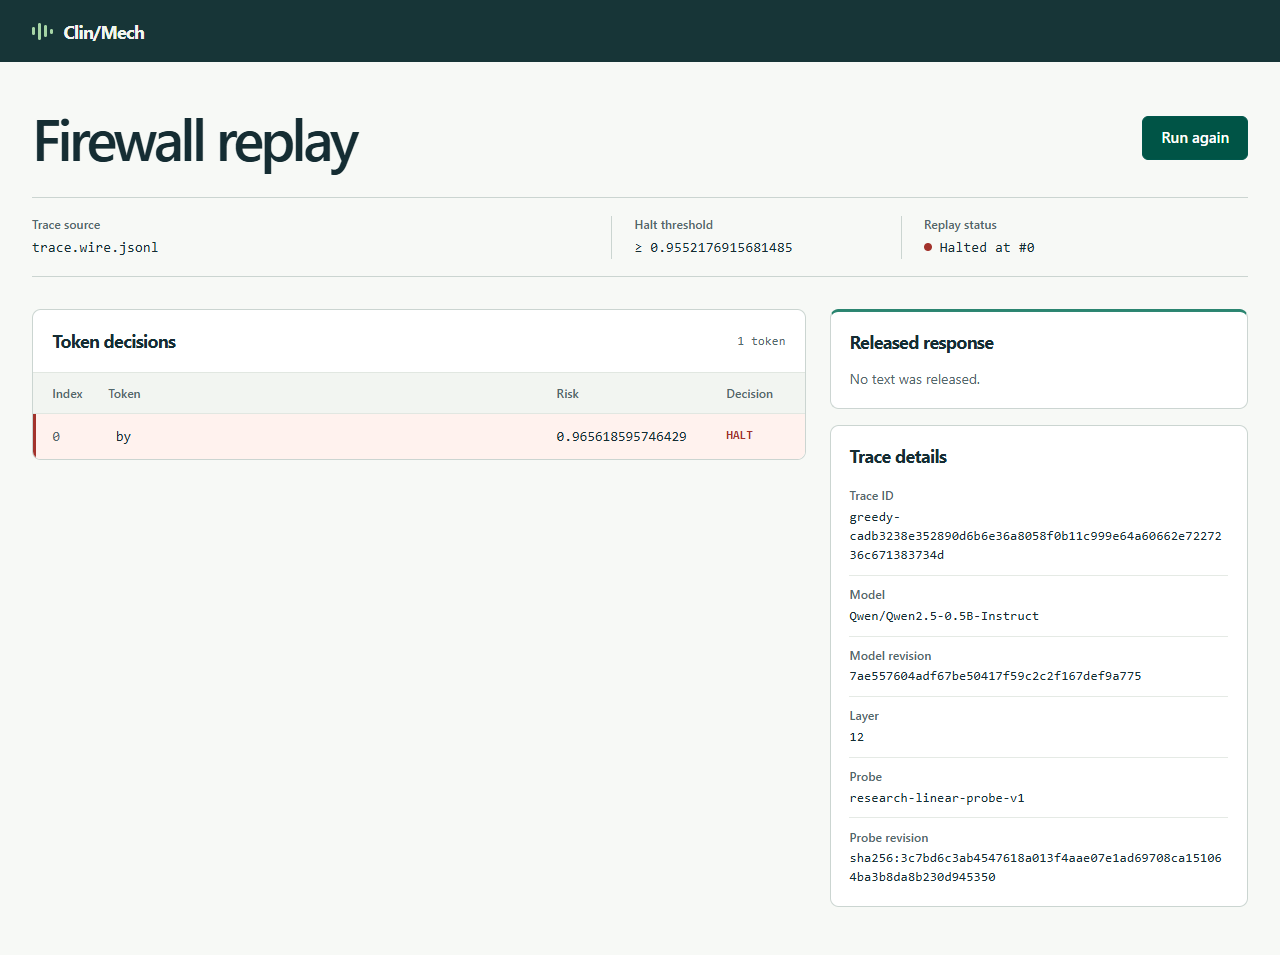 Clin/Mech
Firewall replay
Run again
Trace source
trace.wire.jsonl
Halt threshold
≥ 0.9552176915681485
Replay status
Halted at #0
Token decisions
1 token
Index Token Risk Decision
0 by 0.965618595746429 HALT
Released response
No text was released.
Trace details
Trace ID
greedy-
cadb3238e352890d6b6e36a8058f0b11c999e64a60662e72272
36c671383734d
Model
Qwen/Qwen2.5-0.5B-Instruct
Model revision
7ae557604adf67be50417f59c2c2f167def9a775
Layer
12
Probe
research-linear-probe-v1
Probe revision
sha256:3c7bd6c3ab4547618a013f4aae07e1ad69708ca15106
4ba3b8da8b230d945350